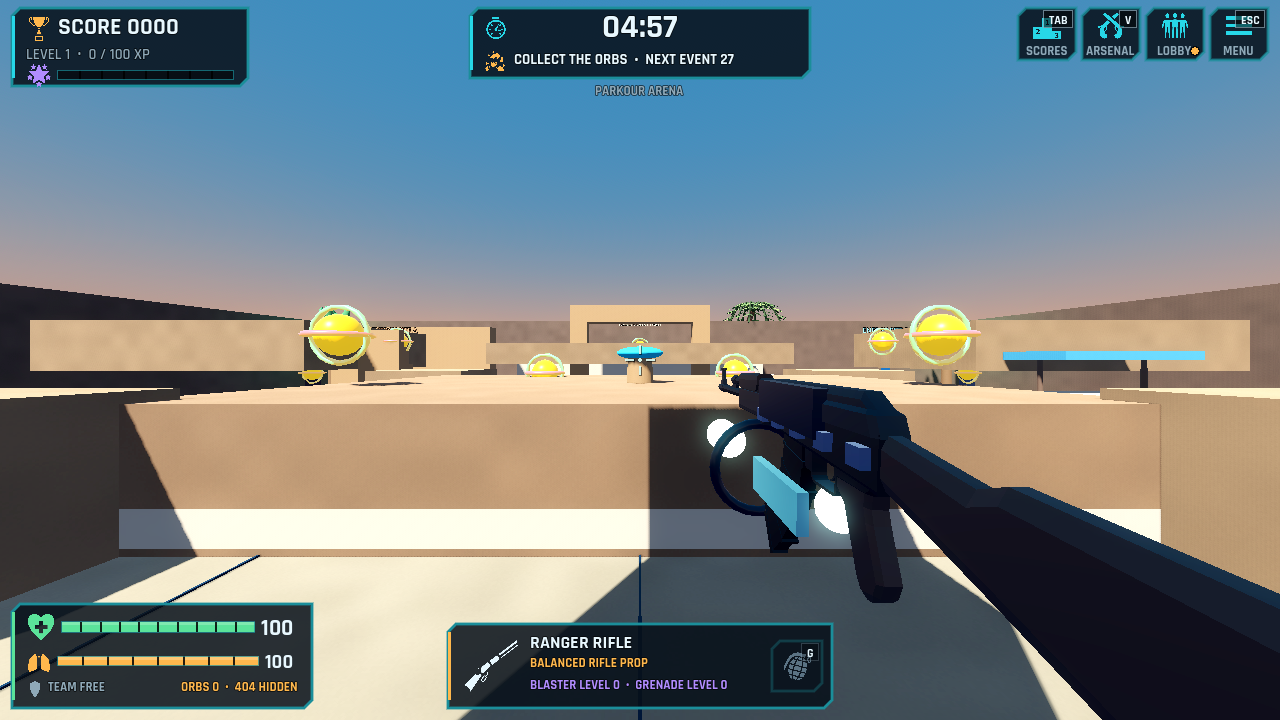 SCORE 0000
LEVEL 1 · 0 / 100 XP
04:57
COLLECT THE ORBS · NEXT EVENT 27
PARKOUR ARENA
TAB
SCORES
V
ARSENAL
LOBBY
ESC
MENU
100
100
TEAM FREE
ORBS 0 · 404 HIDDEN
RANGER RIFLE
BALANCED RIFLE PROP
BLASTER LEVEL 0 · GRENADE LEVEL 0
G